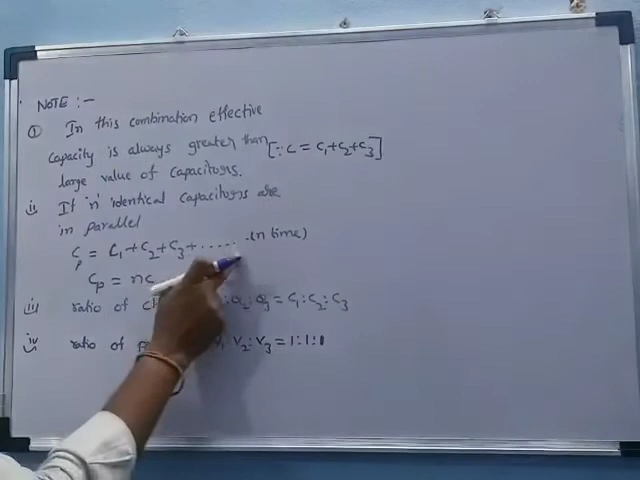 NOTE :-
① In this combination effective
capacity is always greater than [∵ C = C₁+C₂+C₃]
large value of capacitors.
ii If 'n' identical capacitors are
in parallel
Cp = C₁+C₂+C₃+...... (n time)
Cp = nc
iii ratio of Q₂:Q₃ = C₁:C₂:C₃
iv ratio of V₁ V₂:V₃ = 1:1:1